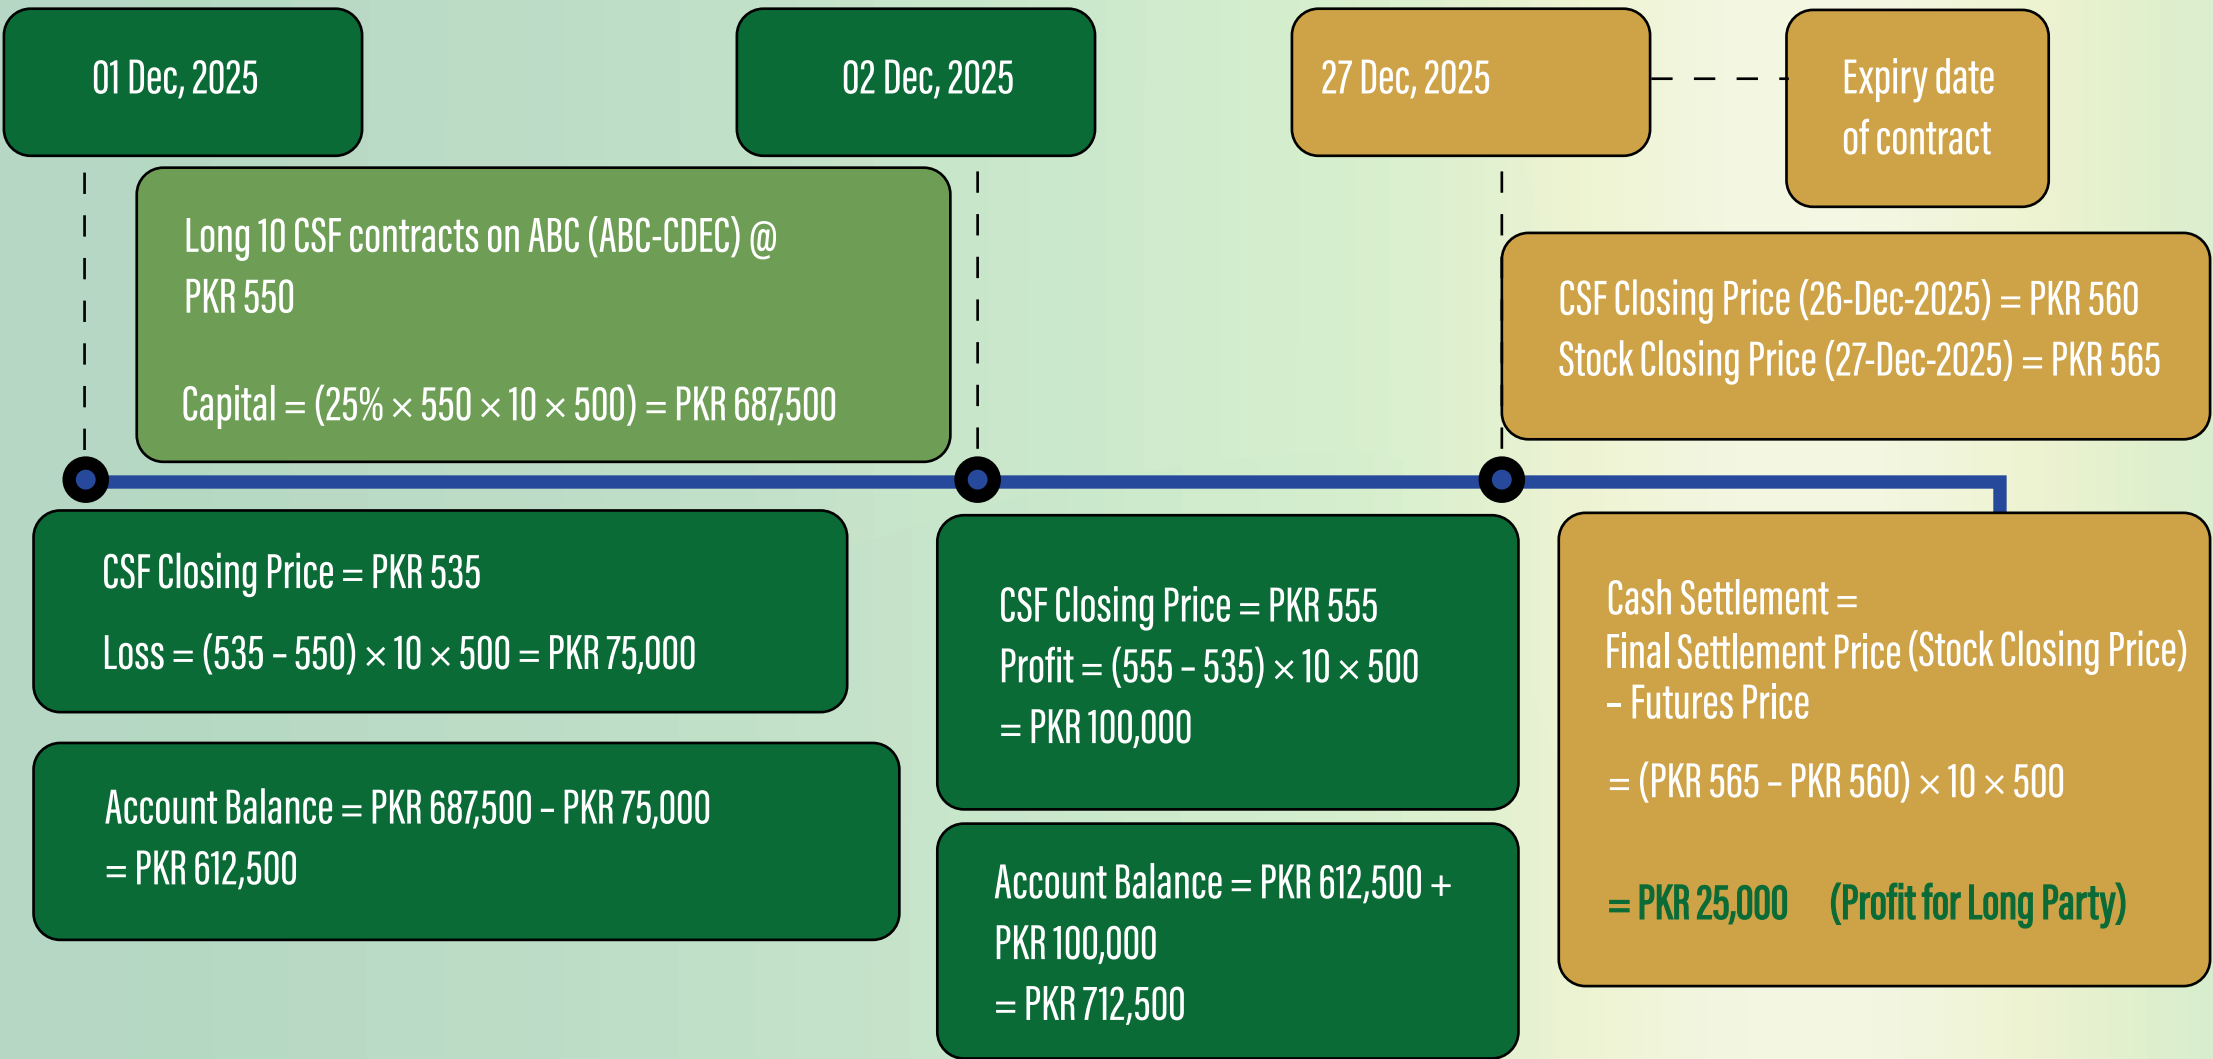 01 Dec, 2025
02 Dec, 2025
27 Dec, 2025
Expiry date
of contract
Long 10 CSF contracts on ABC (ABC-CDEC) @
PKR 550
Capital = (25% × 550 × 10 × 500) = PKR 687,500
CSF Closing Price (26-Dec-2025) = PKR 560
Stock Closing Price (27-Dec-2025) = PKR 565
CSF Closing Price = PKR 535
Loss = (535 – 550) × 10 × 500 = PKR 75,000
Account Balance = PKR 687,500 – PKR 75,000
= PKR 612,500
CSF Closing Price = PKR 555
Profit = (555 – 535) × 10 × 500
= PKR 100,000
Account Balance = PKR 612,500 +
PKR 100,000
= PKR 712,500
Cash Settlement =
Final Settlement Price (Stock Closing Price)
– Futures Price
= (PKR 565 – PKR 560) × 10 × 500
= PKR 25,000 (Profit for Long Party)